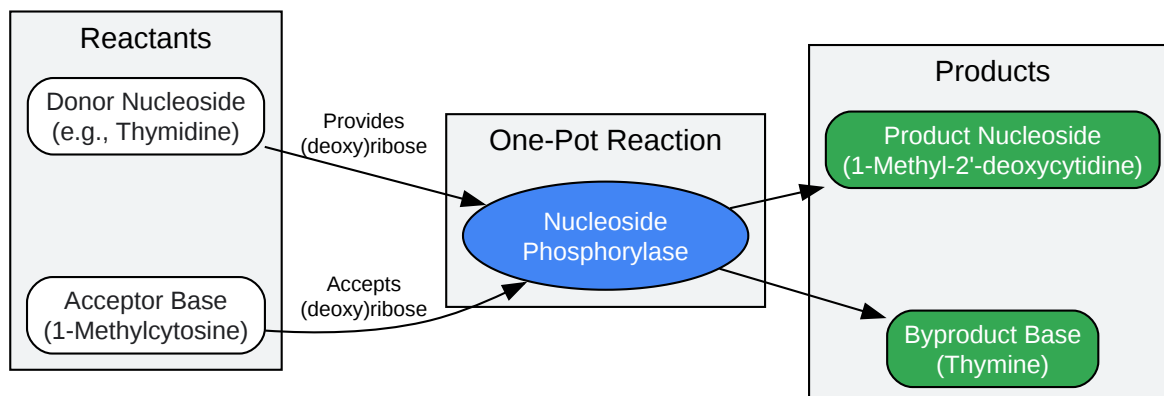 Reactants
Donor Nucleoside
(e.g., Thymidine)
Acceptor Base
(1-Methylcytosine)
Provides
(deoxy)ribose
Accepts
(deoxy)ribose
One-Pot Reaction
Nucleoside
Phosphorylase
Products
Product Nucleoside
(1-Methyl-2'-deoxycytidine)
Byproduct Base
(Thymine)